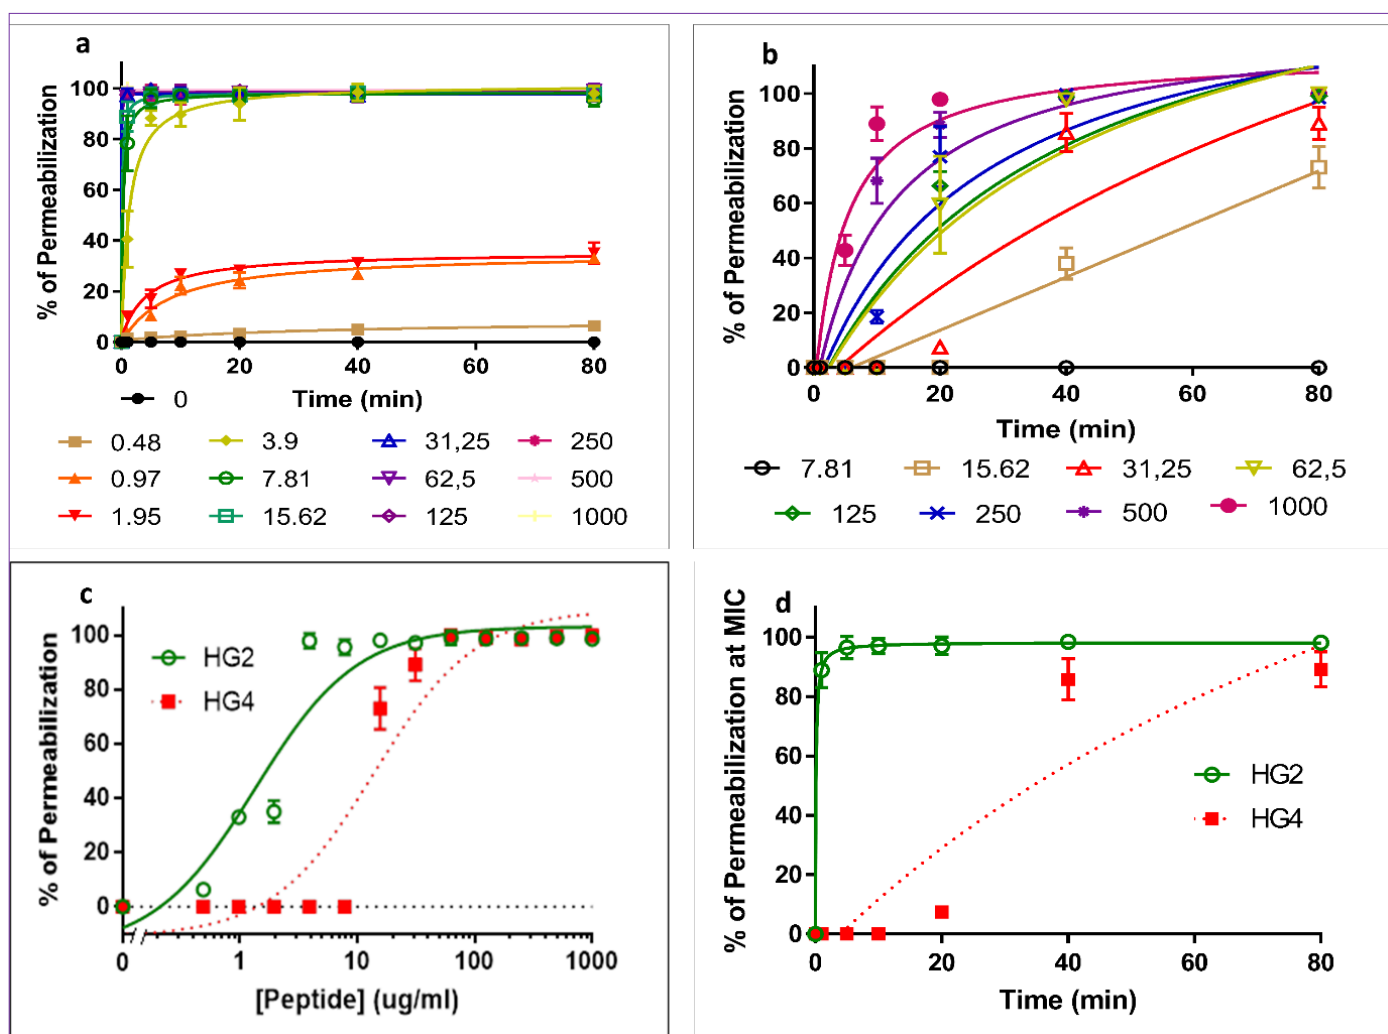 a
% of Permeabilization
100
80
60
40
20
0
0 20 40 60 80
Time (min)
0
0.48 3.9 31,25 250
0.97 7.81 62,5 500
1.95 15.62 125 1000
b
% of Permeabilization
100
80
60
40
20
0
0 20 40 60 80
Time (min)
7.81 15.62 31,25 62,5
125 250 500 1000
c
% of Permeabilization
100
80
60
40
20
0
HG2
HG4
0 1 10 100 1000
[Peptide] (ug/ml)
d
% of Permeabilization at MIC
100
80
60
40
20
0
HG2
HG4
0 20 40 60 80
Time (min)